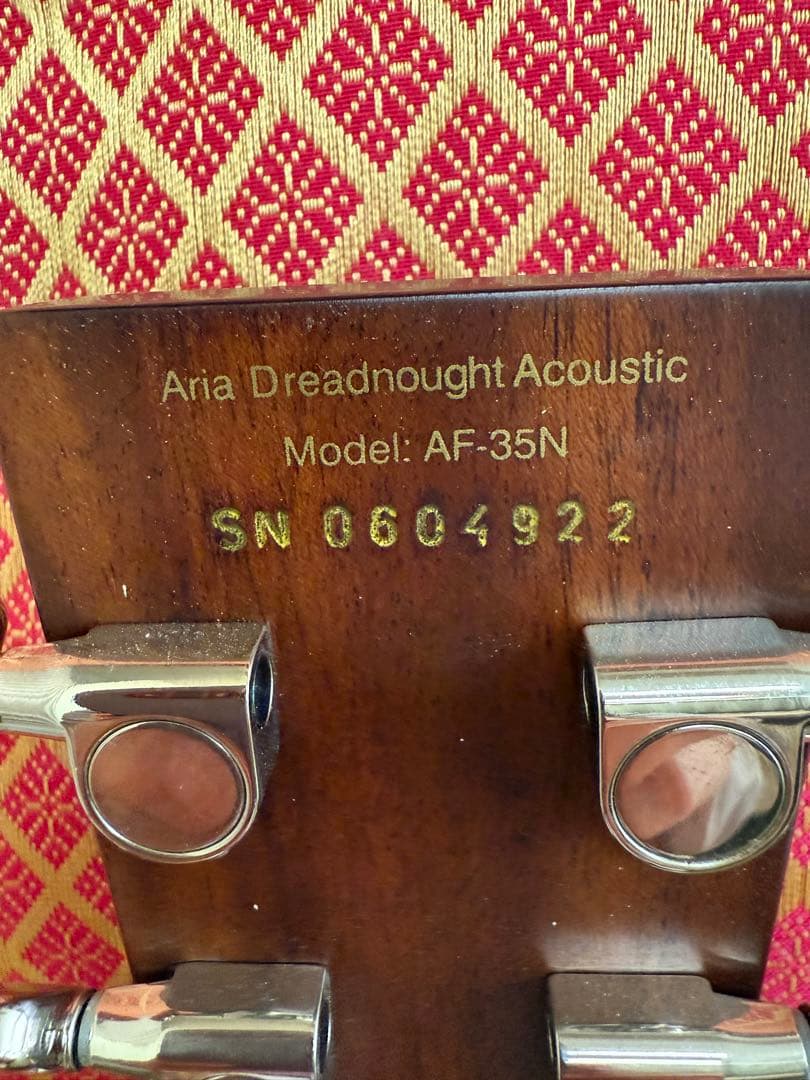 Aria Dreadnought Acoustic
Model: AF-35N
SN 0604922